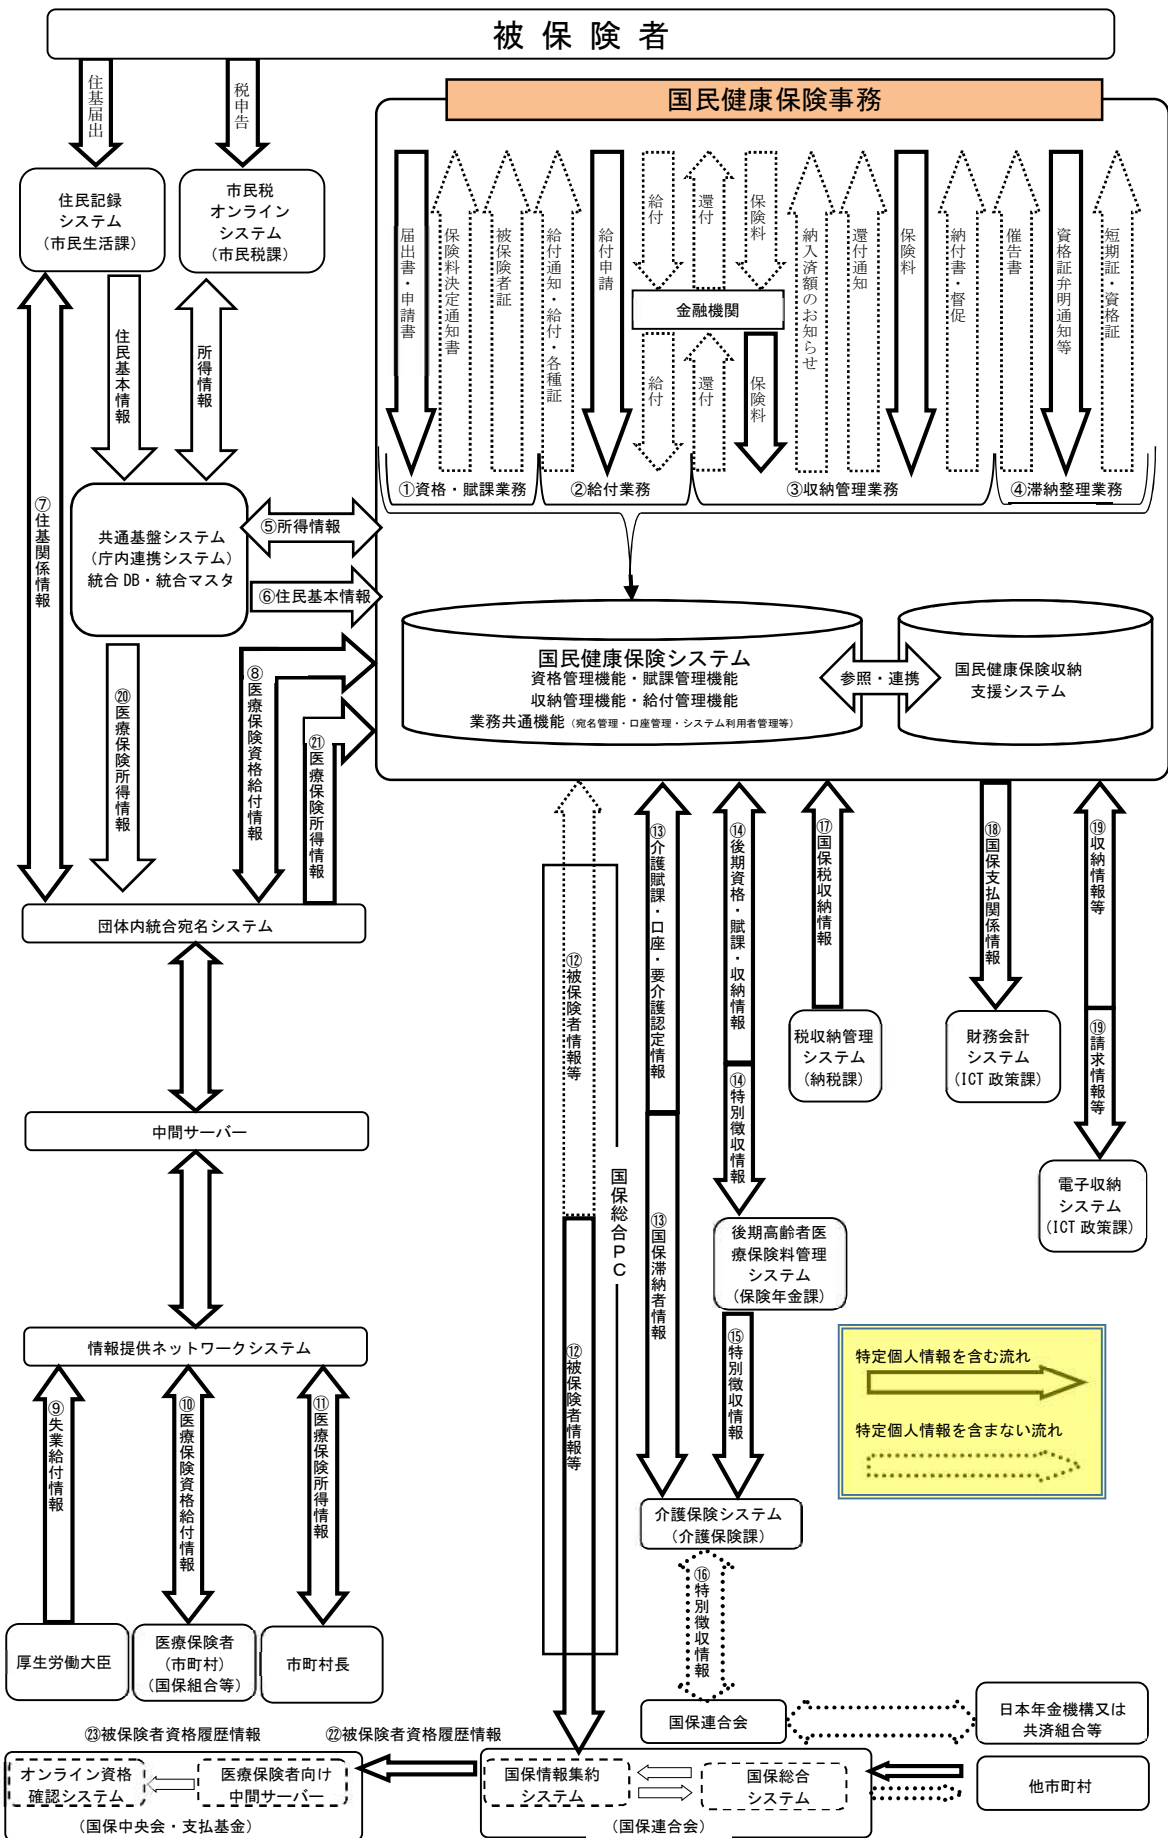 被保険者
住基届出
税申告
国民健康保険事務
住民記録
システム
(市民生活課)
市民税
オンライン
システム
(市民税課)
届出書・申請書
保険料決定通知書
被保険者証
給付通知・給付・各種証
給付申請
給付
還付
保険料
金融機関
給付
還付
保険料
納入済額のお知らせ
還付通知
保険料
納付書・督促
催告書
資格証弁明通知等
短期証・資格証
住民基本情報
所得情報
①資格・賦課業務
②給付業務
③収納管理業務
④滞納整理業務
⑦住基関係情報
共通基盤システム
(庁内連携システム)
統合DB・統合マスタ
⑤所得情報
⑥住民基本情報
国民健康保険システム
資格管理機能・賦課管理機能
収納管理機能・給付管理機能
業務共通機能(宛名管理・口座管理・システム利用者管理等)
参照・連携
国民健康保険収納
支援システム
⑳医療保険所得情報
⑧医療保険資格給付情報
㉑医療保険所得情報
団体内統合宛名システム
⑫被保険者情報等
⑬介護賦課・口座・要介護認定情報
⑭後期資格・賦課・収納情報
⑰国保税収納情報
⑱国保支払関係情報
⑲収納情報等
税収納管理
システム
(納税課)
財務会計
システム
(ICT政策課)
⑲請求情報等
⑭特別徴収情報
中間サーバー
国保総合PC
電子収納
システム
(ICT政策課)
⑬国保滞納者情報
後期高齢者医
療保険料管理
システム
(保険年金課)
情報提供ネットワークシステム
⑫被保険者情報等
⑮特別徴収情報
特定個人情報を含む流れ
特定個人情報を含まない流れ
⑨失業給付情報
⑩医療保険資格給付情報
⑪医療保険所得情報
介護保険システム
(介護保険課)
⑯特別徴収情報
厚生労働大臣
医療保険者
(市町村)
(国保組合等)
市町村長
国保連合会
日本年金機構又は
共済組合等
㉓被保険者資格履歴情報
㉒被保険者資格履歴情報
オンライン資格
確認システム
医療保険者向け
中間サーバー
(国保中央会・支払基金)
国保情報集約
システム
国保総合
システム
(国保連合会)
他市町村